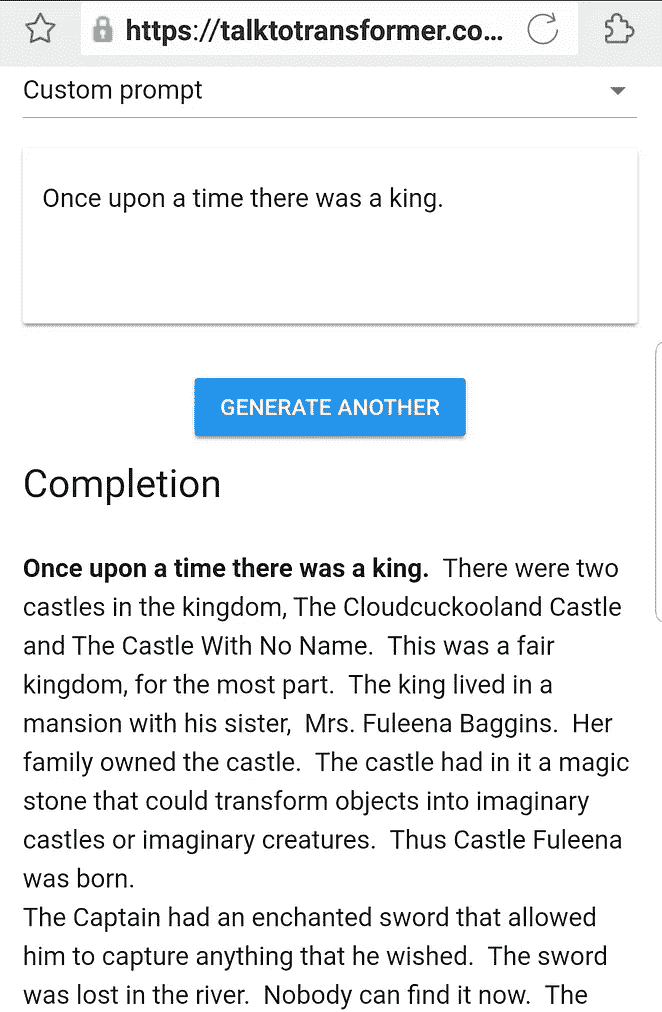 https://talktotransformer.co...
Custom prompt
Once upon a time there was a king.
GENERATE ANOTHER
Completion
Once upon a time there was a king.  There were two
castles in the kingdom, The Cloudcuckooland Castle
and The Castle With No Name.  This was a fair
kingdom, for the most part.  The king lived in a
mansion with his sister,  Mrs. Fuleena Baggins.  Her
family owned the castle.  The castle had in it a magic
stone that could transform objects into imaginary
castles or imaginary creatures.  Thus Castle Fuleena
was born.
The Captain had an enchanted sword that allowed
him to capture anything that he wished.  The sword
was lost in the river.  Nobody can find it now.  The